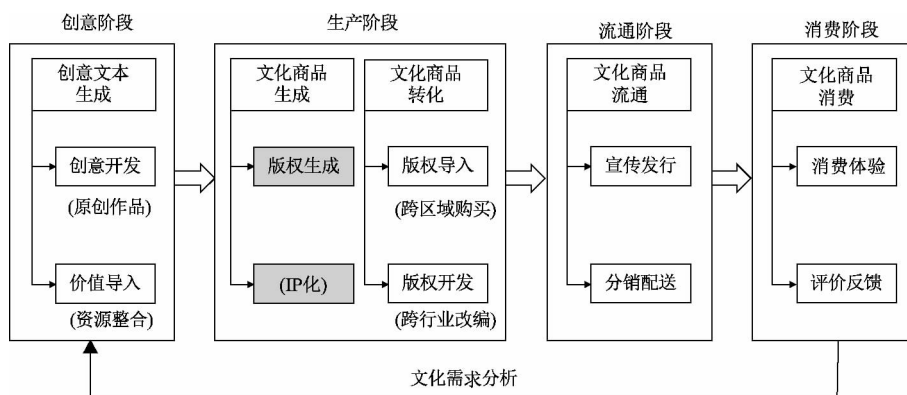 创意阶段
生产阶段
流通阶段
消费阶段
创意文本
生成
创意开发
(原创作品)
价值导入
(资源整合)
文化商品
生成
版权生成
(IP化)
文化商品
转化
版权导入
(跨区域购买)
版权开发
(跨行业改编)
文化商品
流通
宣传发行
分销配送
文化商品
消费
消费体验
评价反馈
文化需求分析